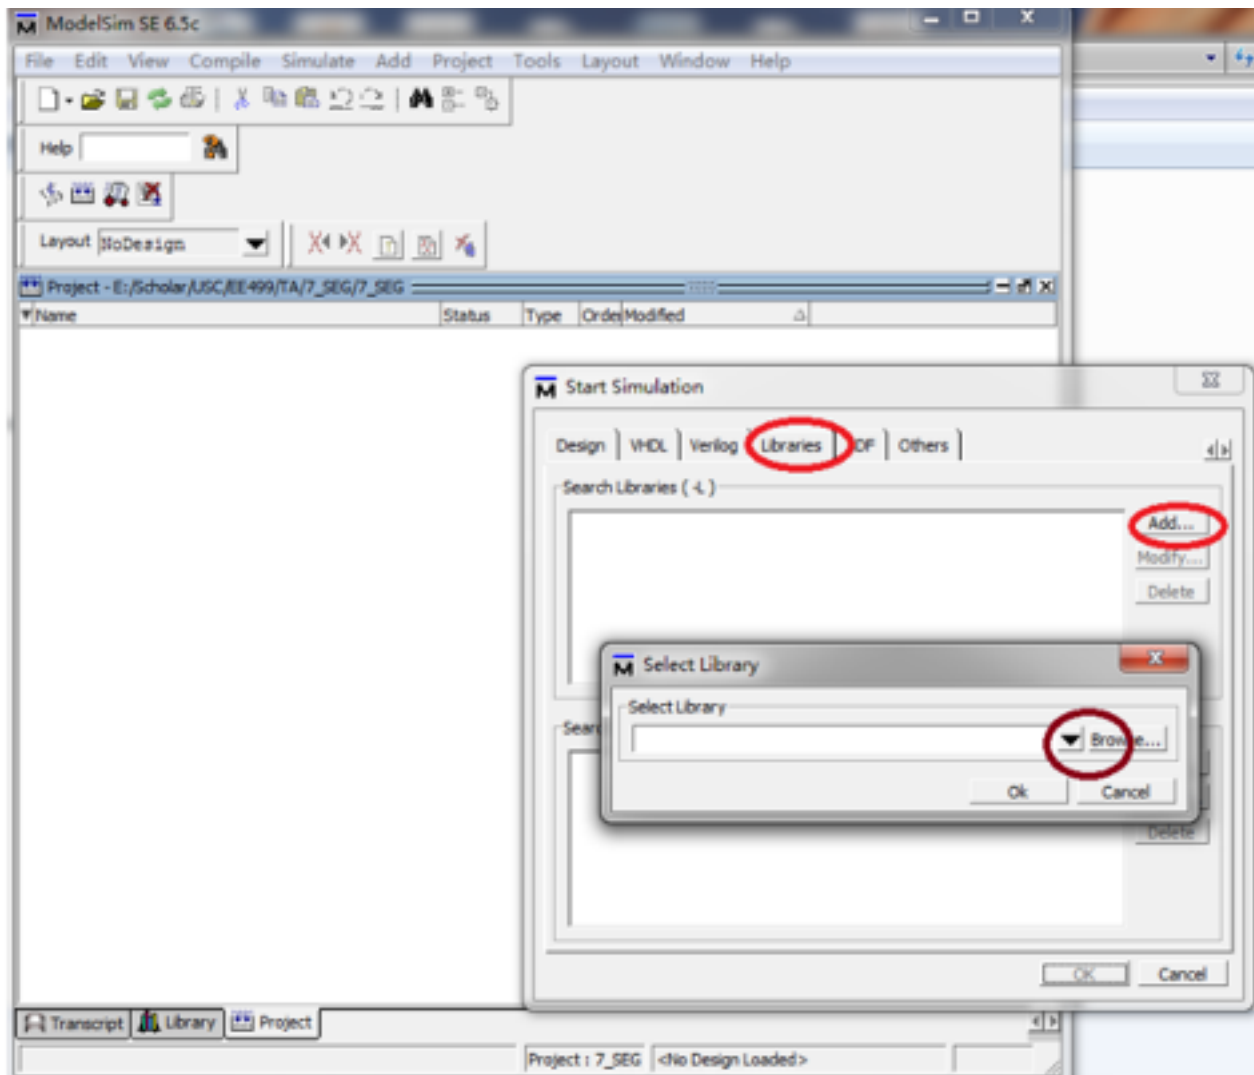 ModelSim SE 6.5c
File Edit View Compile Simulate Add Project Tools Layout Window Help
Help
Layout NoDesign
Project - E:/Scholar/USC/EE499/TA/7_SEG/7_SEG
Name Status Type Order Modified
Start Simulation
Design VHDL Verilog Libraries DF Others
Search Libraries ( -L )
Add...
Modify...
Delete
Select Library
Select Library
Sear
Browse...
Ok Cancel
Delete
OK Cancel
Transcript Library Project
Project : 7_SEG <No Design Loaded>